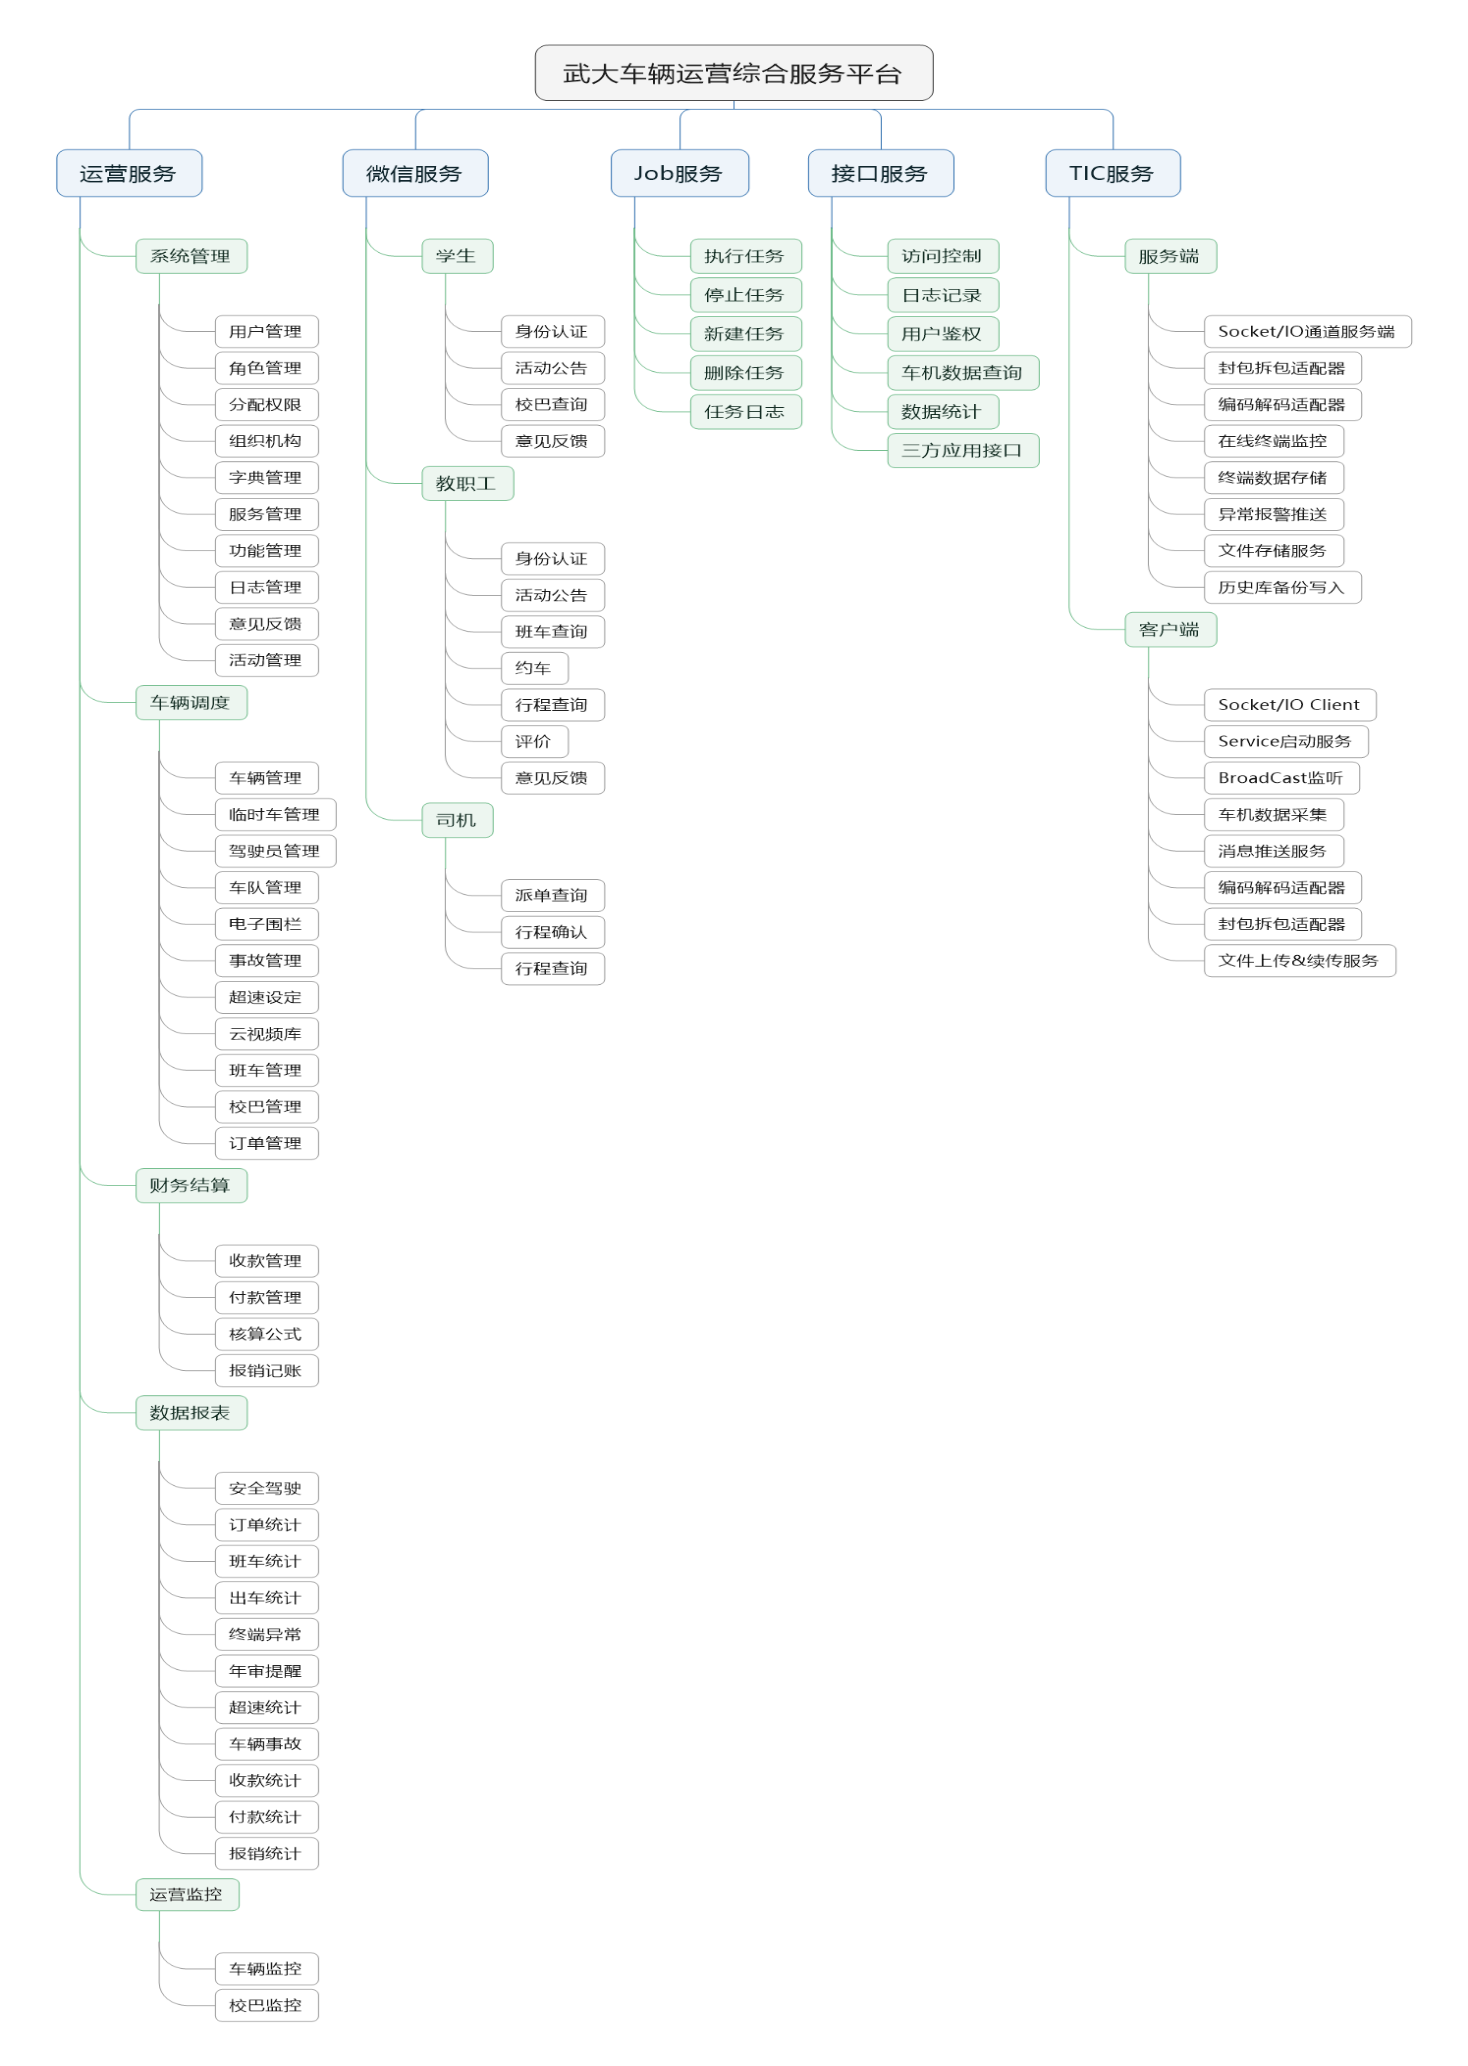 武大车辆运营综合服务平台
运营服务
系统管理
用户管理
角色管理
分配权限
组织机构
字典管理
服务管理
功能管理
日志管理
意见反馈
活动管理
车辆调度
车辆管理
临时车管理
驾驶员管理
车队管理
电子围栏
事故管理
超速设定
云视频库
班车管理
校巴管理
订单管理
财务结算
收款管理
付款管理
核算公式
报销记账
数据报表
安全驾驶
订单统计
班车统计
出车统计
终端异常
年审提醒
超速统计
车辆事故
收款统计
付款统计
报销统计
运营监控
车辆监控
校巴监控
微信服务
学生
身份认证
活动公告
校巴查询
意见反馈
教职工
身份认证
活动公告
班车查询
约车
行程查询
评价
意见反馈
司机
派单查询
行程确认
行程查询
Job服务
执行任务
停止任务
新建任务
删除任务
任务日志
接口服务
访问控制
日志记录
用户鉴权
车机数据查询
数据统计
三方应用接口
TIC服务
服务端
Socket/IO通道服务端
封包拆包适配器
编码解码适配器
在线终端监控
终端数据存储
异常报警推送
文件存储服务
历史库备份写入
客户端
Socket/IO Client
Service启动服务
BroadCast监听
车机数据采集
消息推送服务
编码解码适配器
封包拆包适配器
文件上传&续传服务